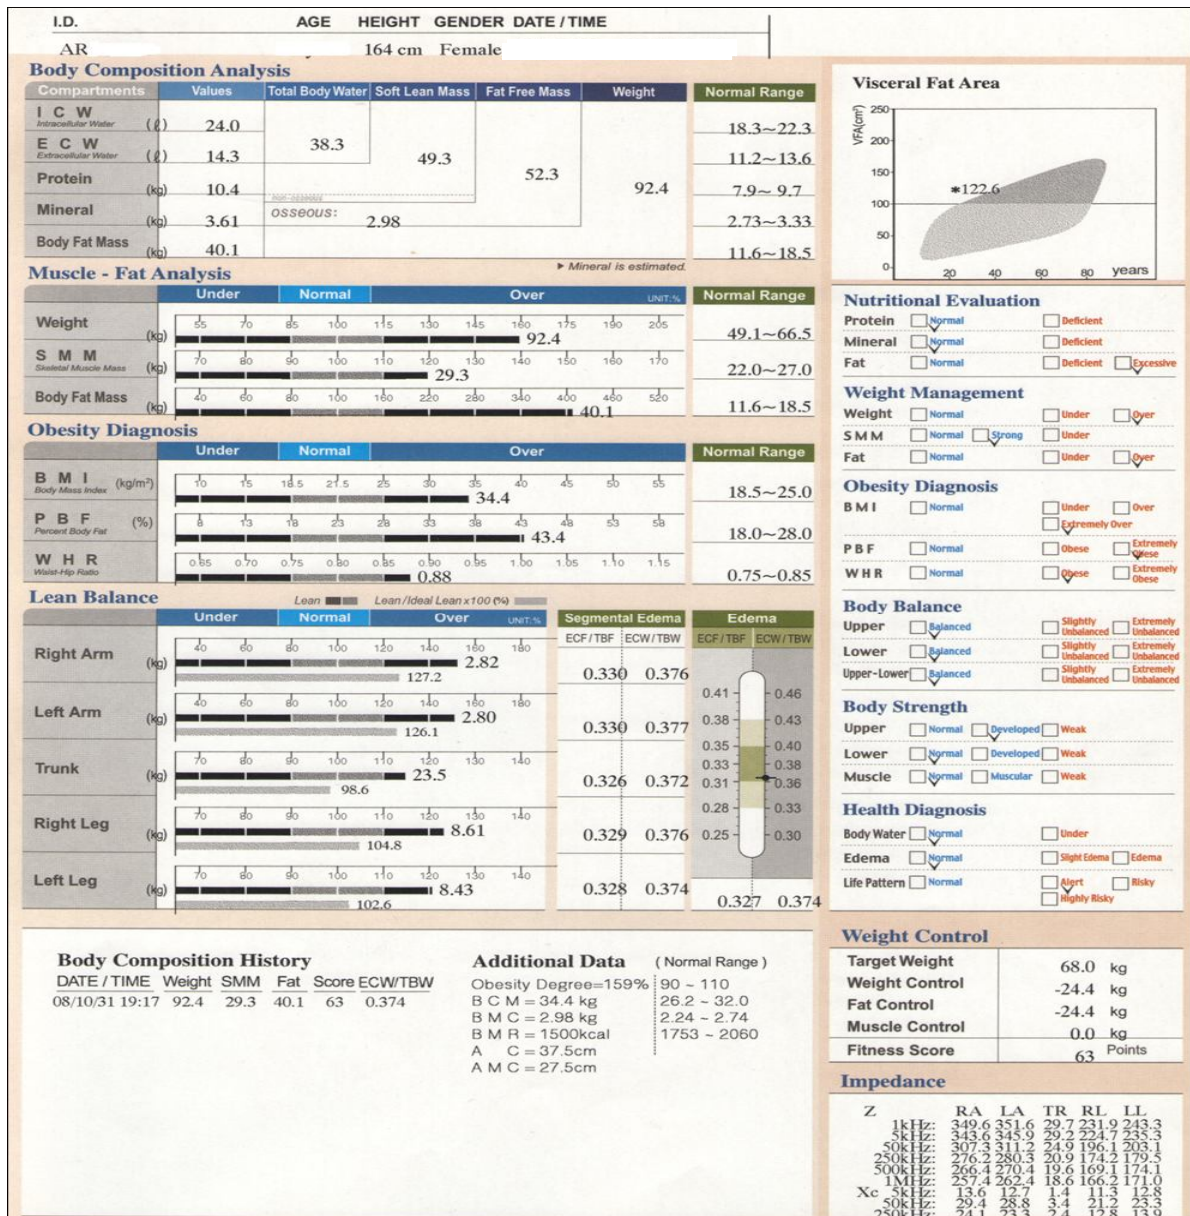 I.D. AGE HEIGHT GENDER DATE / TIME
AR 164 cm Female
Body Composition Analysis
Compartments Values Total Body Water Soft Lean Mass Fat Free Mass Weight Normal Range
I C W Intracellular Water (ℓ) 24.0 18.3~22.3
E C W Extracellular Water (ℓ) 14.3 11.2~13.6
38.3 49.3 52.3 92.4
Protein (kg) 10.4 7.9~ 9.7
non-osseous
Mineral (kg) 3.61 osseous: 2.98 2.73~3.33
Body Fat Mass (kg) 40.1 11.6~18.5
▶ Mineral is estimated.
Muscle - Fat Analysis
Under Normal Over UNIT:% Normal Range
Weight (kg) 55 70 85 100 115 130 145 160 175 190 205
92.4 49.1~66.5
S M M Skeletal Muscle Mass (kg) 70 80 90 100 110 120 130 140 150 160 170
29.3 22.0~27.0
Body Fat Mass (kg) 40 60 80 100 160 220 280 340 400 460 520
40.1 11.6~18.5
Obesity Diagnosis
Under Normal Over Normal Range
B M I (kg/m²) Body Mass Index 10 15 18.5 21.5 25 30 35 40 45 50 55
34.4 18.5~25.0
P B F (%) Percent Body Fat 8 13 18 23 28 33 38 43 48 53 58
43.4 18.0~28.0
W H R Waist-Hip Ratio 0.65 0.70 0.75 0.80 0.85 0.90 0.95 1.00 1.05 1.10 1.15
0.88 0.75~0.85
Lean Balance Lean Lean / Ideal Lean x 100 (%)
Under Normal Over UNIT:% Segmental Edema Edema
ECF / TBF ECW / TBW ECF / TBF ECW / TBW
Right Arm (kg) 40 60 80 100 120 140 160 180
2.82 0.330 0.376
127.2
Left Arm (kg) 40 60 80 100 120 140 160 180
2.80 0.330 0.377
126.1
Trunk (kg) 70 80 90 100 110 120 130 140
23.5 0.326 0.372
98.6
Right Leg (kg) 70 80 90 100 110 120 130 140
8.61 0.329 0.376
104.8
Left Leg (kg) 70 80 90 100 110 120 130 140
8.43 0.328 0.374
102.6
0.41 0.46
0.38 0.43
0.35 0.40
0.33 0.38
0.31 0.36
0.28 0.33
0.25 0.30
0.327 0.374
Body Composition History
DATE / TIME Weight SMM Fat Score ECW/TBW
08/10/31 19:17 92.4 29.3 40.1 63 0.374
Additional Data ( Normal Range )
Obesity Degree = 159% 90 ~ 110
B C M = 34.4 kg 26.2 ~ 32.0
B M C = 2.98 kg 2.24 ~ 2.74
B M R = 1500kcal 1753 ~ 2060
A C = 37.5cm
A M C = 27.5cm
Visceral Fat Area
VFA(cm²)
250
200
150
*122.6
100
50
0
20 40 60 80 years
Nutritional Evaluation
Protein Normal Deficient
Mineral Normal Deficient
Fat Normal Deficient Excessive
Weight Management
Weight Normal Under Over
S M M Normal Strong Under
Fat Normal Under Over
Obesity Diagnosis
B M I Normal Under Over
Extremely Over
P B F Normal Obese Extremely Obese
W H R Normal Obese Extremely Obese
Body Balance
Upper Balanced Slightly Unbalanced Extremely Unbalanced
Lower Balanced Slightly Unbalanced Extremely Unbalanced
Upper-Lower Balanced Slightly Unbalanced Extremely Unbalanced
Body Strength
Upper Normal Developed Weak
Lower Normal Developed Weak
Muscle Normal Muscular Weak
Health Diagnosis
Body Water Normal Under
Edema Normal Slight Edema Edema
Life Pattern Normal Alert Risky
Highly Risky
Weight Control
Target Weight 68.0 kg
Weight Control -24.4 kg
Fat Control -24.4 kg
Muscle Control 0.0 kg
Fitness Score 63 Points
Impedance
Z RA LA TR RL LL
1kHz: 349.6 351.6 29.7 231.9 243.3
5kHz: 343.6 345.9 29.2 224.7 235.3
50kHz: 307.3 311.2 24.9 196.1 203.1
250kHz: 276.2 280.3 20.9 174.2 179.5
500kHz: 266.4 270.4 19.6 169.1 174.1
1MHz: 257.4 262.4 18.6 166.2 171.0
Xc 5kHz: 13.6 12.7 1.4 11.3 12.8
50kHz: 29.4 28.8 3.4 21.2 23.3
250kHz: 24.1 23.3 2.4 12.8 13.9